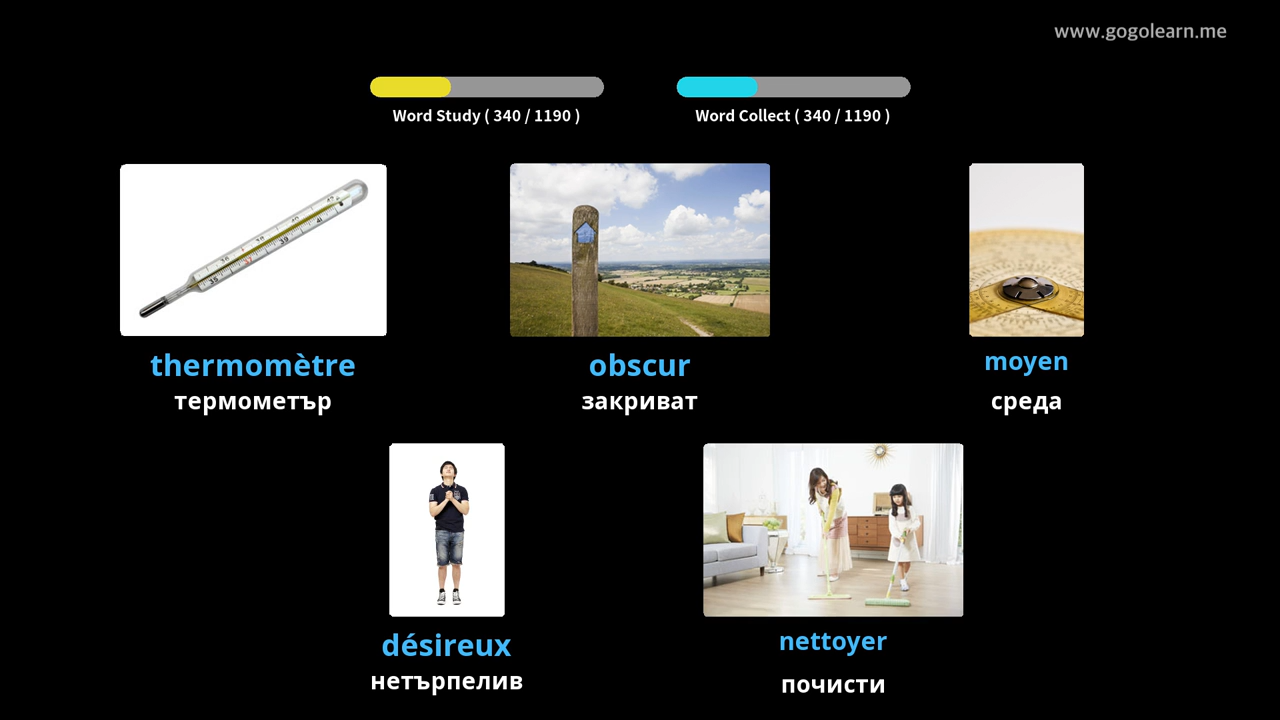 www.gogolearn.me
Word Study ( 340 / 1190 )
Word Collect ( 340 / 1190 )
thermomètre
термометър
obscur
закриват
moyen
среда
désireux
нетърпелив
nettoyer
почисти